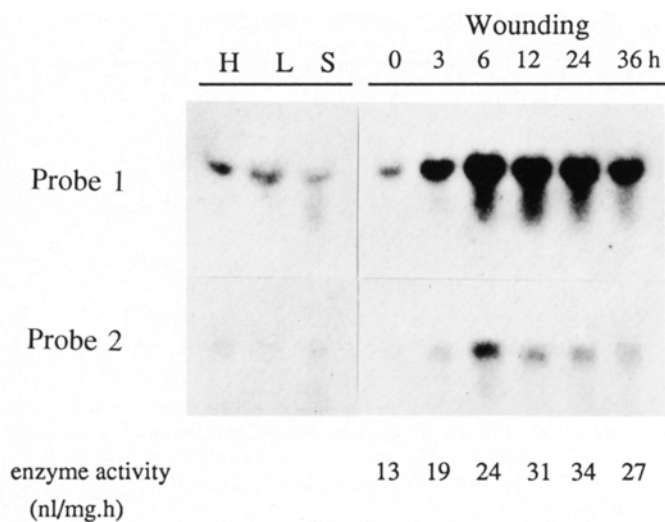 Wounding
H L S 0 3 6 12 24 36 h
Probe 1
Probe 2
enzyme activity 13 19 24 31 34 27
(nl/mg.h)